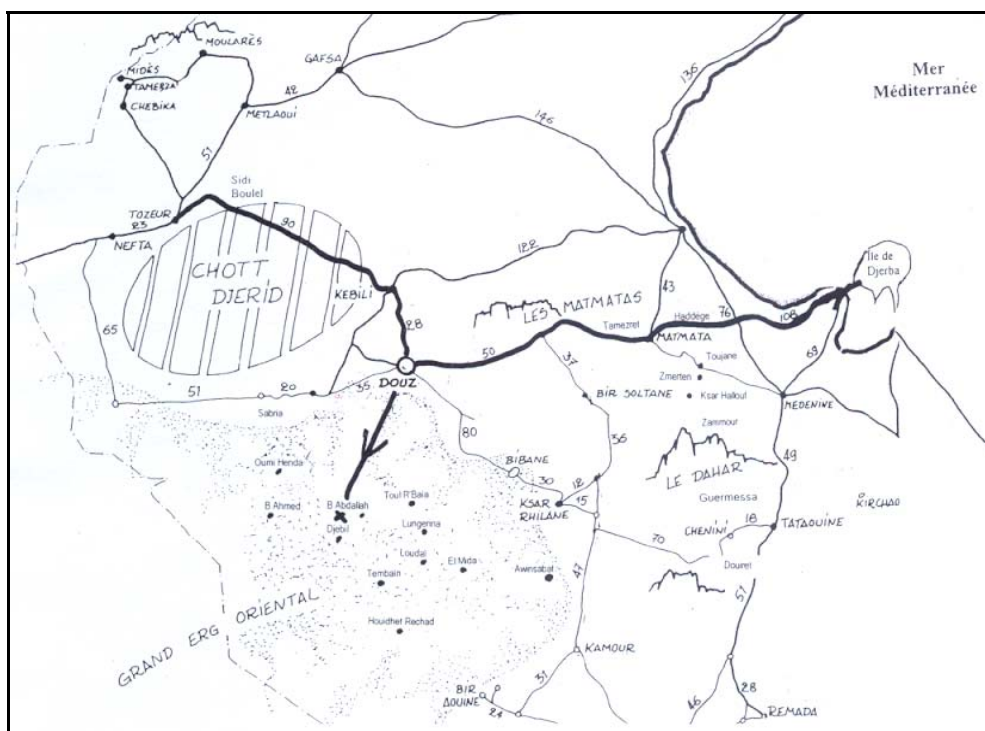 MOULARÈS
MIDÈS
TAMERZA
CHEBIKA
GAFSA
42
METLAOUI
136
Mer
Méditerranée
146
51
Sidi
Boulel
TOZEUR
23
NEFTA
90
CHOTT
DJERID
KEBILI
122
Ile de
Djerba
65
28
LES MATMATAS
43
Tamezret
Haddège
76
108
MATMATA
69
50
DOUZ
37
Toujane
Zmerten
BIR SOLTANE
Ksar Hallouf
MEDENINE
51
20
35
Sabria
80
36
Zammour
LE DAHAR
49
BIBANE
30
12
15
KSAR
RHILANE
Oumi Henda
Toul R'Baia
B Ahmed
B Abdallah
Djebil
Lungenna
Guermessa
KIRCHAO
CHENINI
18
TATAOUINE
70
Douiret
Loudal
El Mida
Tembain
Awinsabat
47
57
GRAND ERG ORIENTAL
Houidhet Rechad
KAMOUR
31
BIR
AOUINE
24
46
28
REMADA